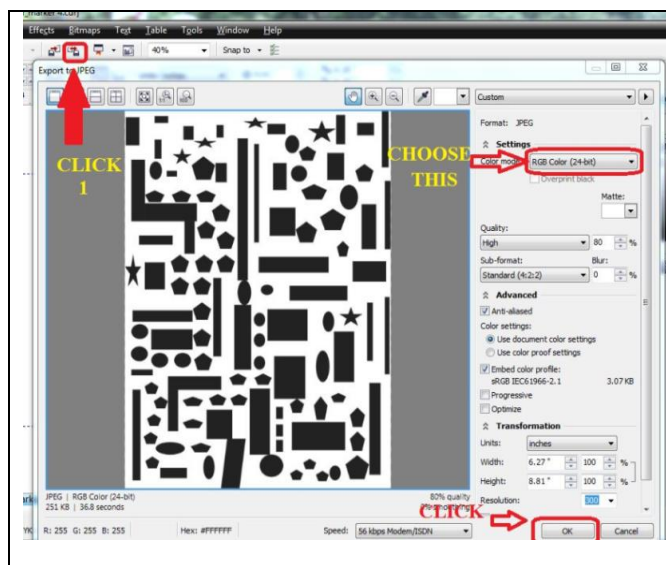 Effects Bitmaps Text Table Tools Window Help
40% Snap to
Export to JPEG
Custom
Format: JPEG
Settings
Color mode: RGB Color (24-bit)
Overprint black
Matte:
Quality:
High 80 %
Sub-format: Blur:
Standard (4:2:2) 0 %
Advanced
Anti-aliased
Color settings:
Use document color settings
Use color proof settings
Embed color profile:
sRGB IEC61966-2.1 3.07 KB
Progressive
Optimize
Transformation
Units: inches
Width: 6.27 " 100 %
Height: 8.81 " 100 %
Resolution: 300
CLICK
1
CHOOSE
THIS
JPEG | RGB Color (24-bit) 80% quality
251 KB | 36.8 seconds
CLICK
R: 255 G: 255 B: 255 Hex: #FFFFFF Speed: 56 kbps Modem/ISDN OK Cancel